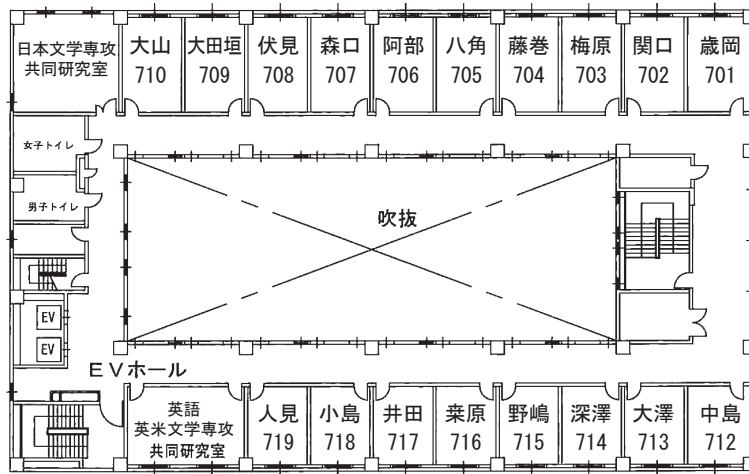 日本文学専攻
共同研究室
大山
710
大田垣
709
伏見
708
森口
707
阿部
706
八角
705
藤巻
704
梅原
703
関口
702
歳岡
701
女子トイレ
男子トイレ
吹抜
EV
EV
EVホール
英語
英米文学専攻
共同研究室
人見
719
小島
718
井田
717
桒原
716
野嶋
715
深澤
714
大澤
713
中島
712